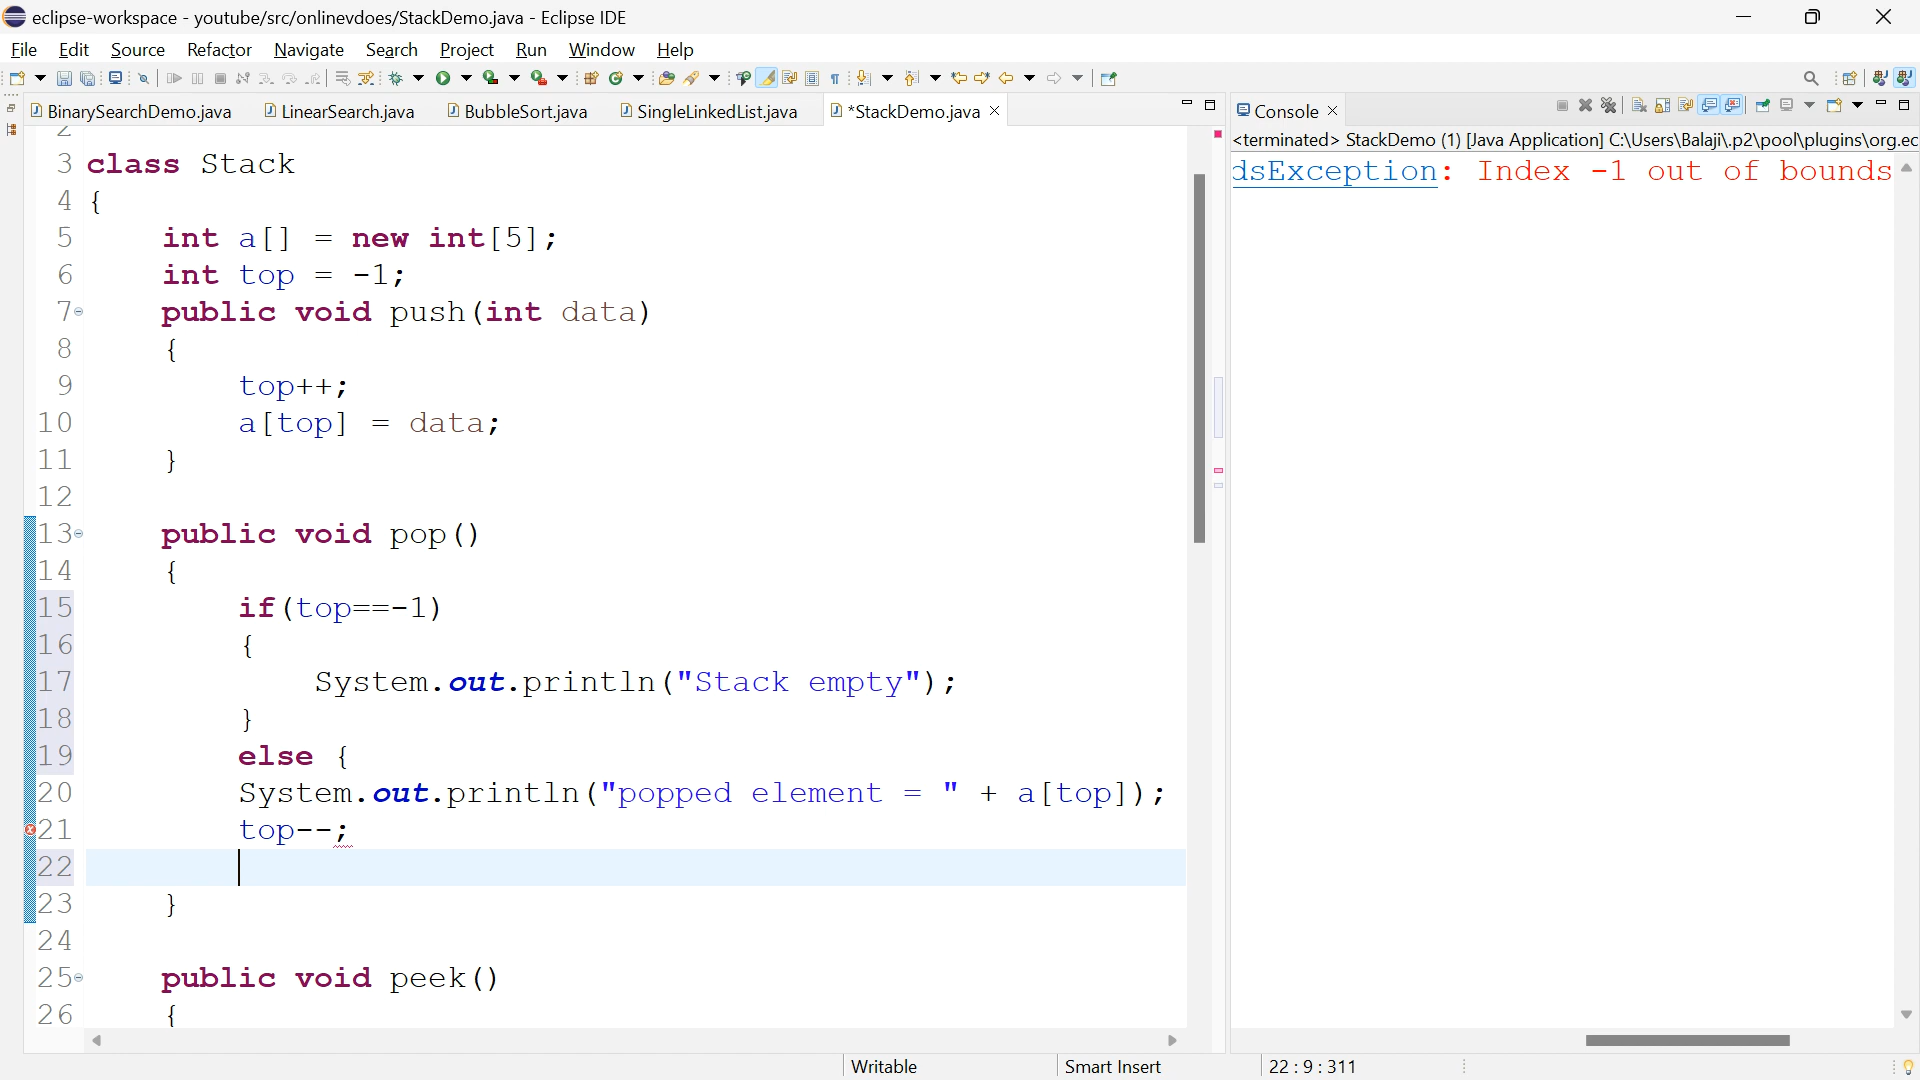 eclipse-workspace - youtube/src/onlinevdoes/StackDemo.java - Eclipse IDE
File Edit Source Refactor Navigate Search Project Run Window Help
BinarySearchDemo.java LinearSearch.java BubbleSort.java SingleLinkedList.java *StackDemo.java Console
<terminated> StackDemo (1) [Java Application] C:\Users\Balaji\.p2\pool\plugins\org.ec
dsException: Index -1 out of bounds
2
3 class Stack
4 {
5 int a[] = new int[5];
6 int top = -1;
7 public void push(int data)
8 {
9 top++;
10 a[top] = data;
11 }
12
13 public void pop()
14 {
15 if(top==-1)
16 {
17 System.out.println("Stack empty");
18 }
19 else {
20 System.out.println("popped element = " + a[top]);
21 top--;
22
23 }
24
25 public void peek()
26 {
Writable Smart Insert 22 : 9 : 311